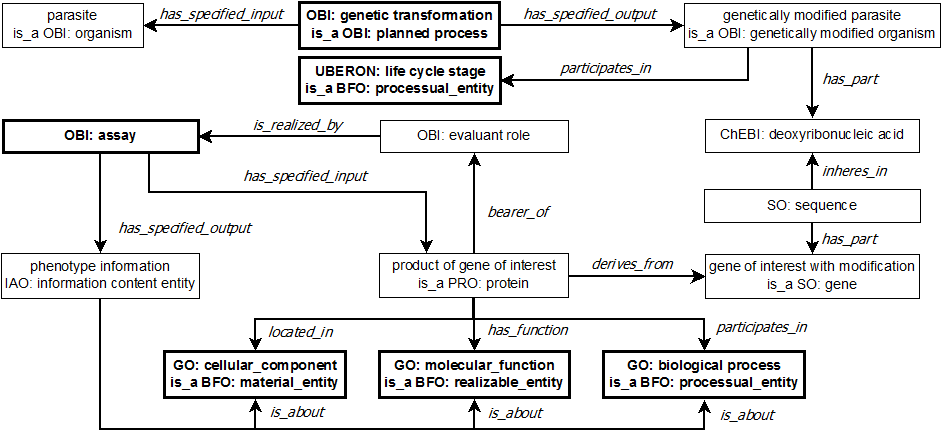 parasite
is_a OBI: organism
has_specified_input
OBI: genetic transformation
is_a OBI: planned process
has_specified_output
genetically modified parasite
is_a OBI: genetically modified organism
UBERON: life cycle stage
is_a BFO: processual_entity
participates_in
has_part
OBI: assay
is_realized_by
OBI: evaluant role
ChEBI: deoxyribonucleic acid
has_specified_input
inheres_in
bearer_of
SO: sequence
has_specified_output
has_part
phenotype information
IAO: information content entity
product of gene of interest
is_a PRO: protein
derives_from
gene of interest with modification
is_a SO: gene
located_in
has_function
participates_in
GO: cellular_component
is_a BFO: material_entity
GO: molecular_function
is_a BFO: realizable_entity
GO: biological process
is_a BFO: processual_entity
is_about
is_about
is_about